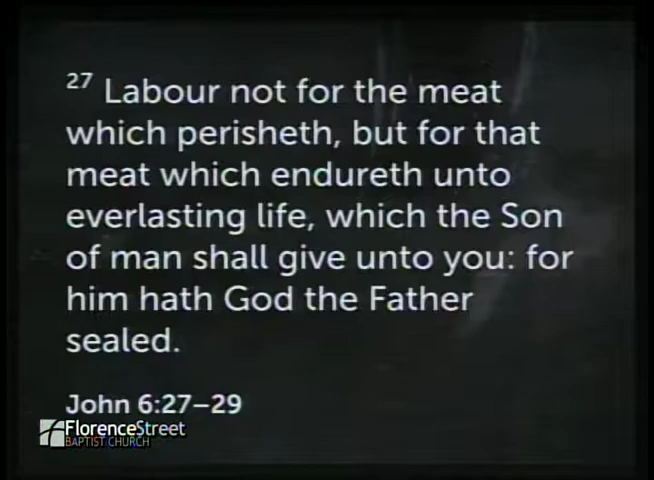 27 Labour not for the meat
which perisheth, but for that
meat which endureth unto
everlasting life, which the Son
of man shall give unto you: for
him hath God the Father
sealed.
John 6:27–29
FlorenceStreet
BAPTIST CHURCH